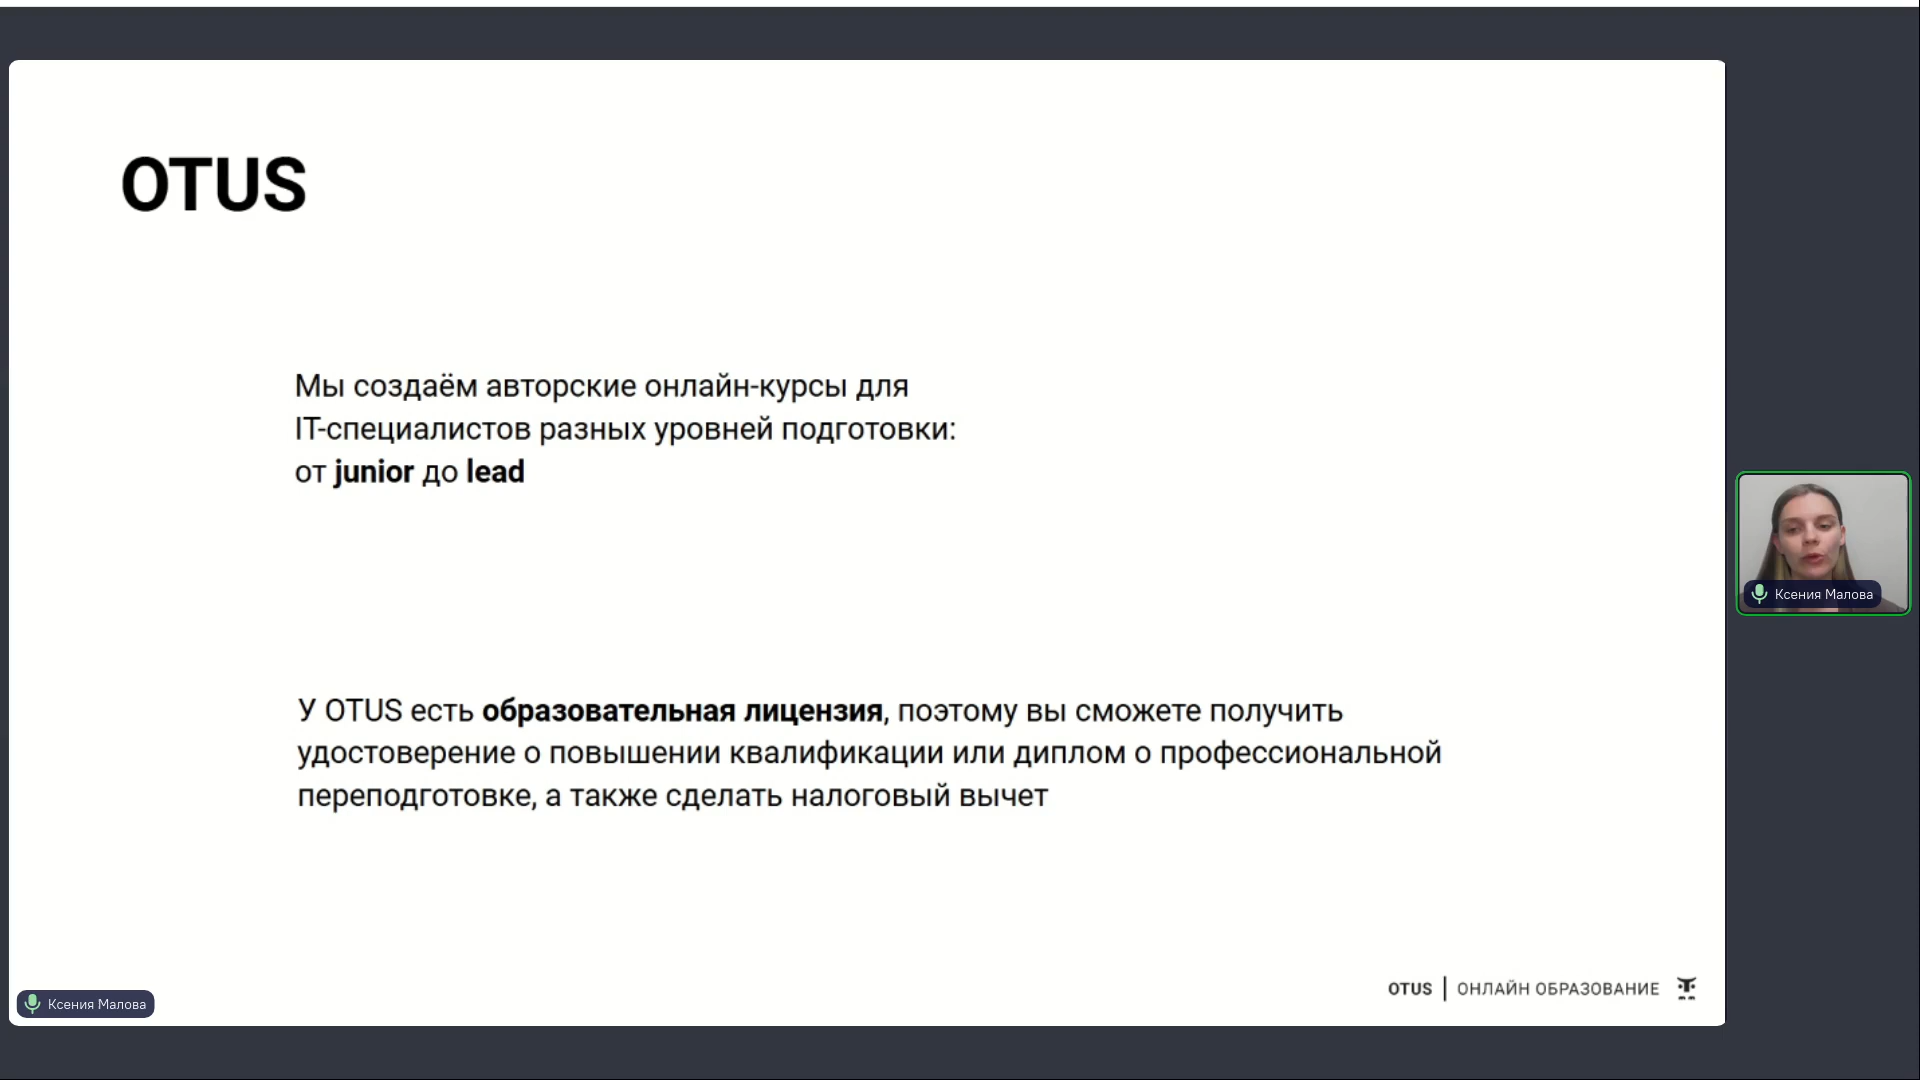 OTUS
Мы создаём авторские онлайн-курсы для
IT-специалистов разных уровней подготовки:
от junior до lead
У OTUS есть образовательная лицензия, поэтому вы сможете получить
удостоверение о повышении квалификации или диплом о профессиональной
переподготовке, а также сделать налоговый вычет
OTUS | ОНЛАЙН ОБРАЗОВАНИЕ
Ксения Малова
Ксения Малова